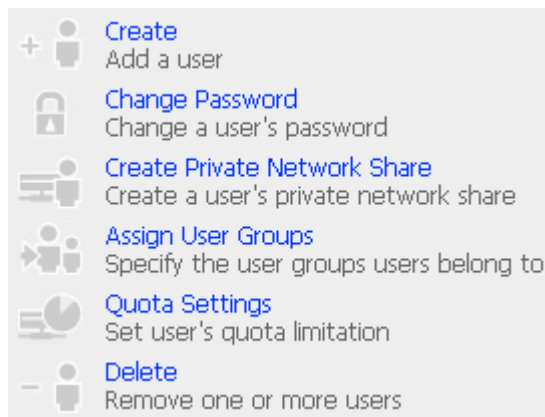 Create
Add a user
Change Password
Change a user's password
Create Private Network Share
Create a user's private network share
Assign User Groups
Specify the user groups users belong to
Quota Settings
Set user's quota limitation
Delete
Remove one or more users